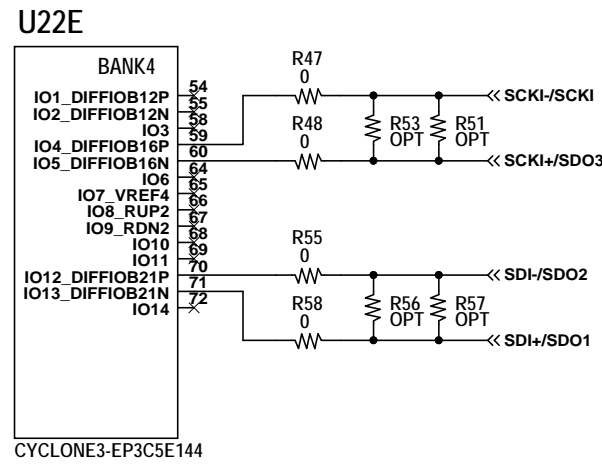 U22E
BANK4
IO1_DIFFIOB12P 54
IO2_DIFFIOB12N 55
IO3 58
IO4_DIFFIOB16P 59
IO5_DIFFIOB16N 60
IO6 64
IO7_VREF4 65
IO8_RUP2 66
IO9_RDN2 67
IO10 68
IO11 69
IO12_DIFFIOB21P 70
IO13_DIFFIOB21N 71
IO14 72
CYCLONE3-EP3C5E144
R47
0
SCKI-/SCKI
R48
0
R53
OPT
R51
OPT
SCKI+/SDO3
R55
0
SDI-/SDO2
R58
0
R56
OPT
R57
OPT
SDI+/SDO1